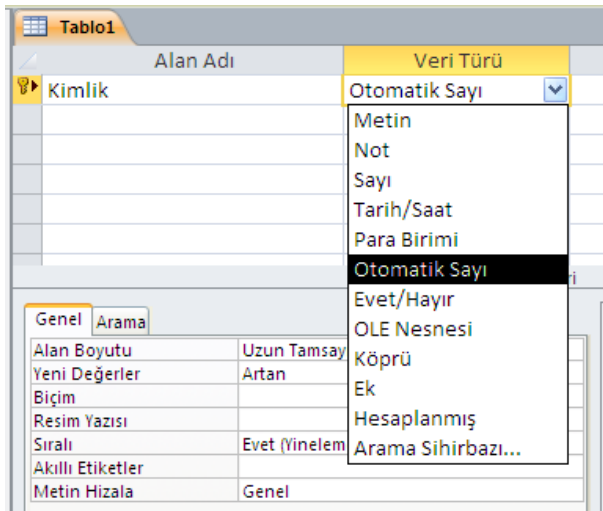 Tablo1
Alan Adı Veri Türü
Kimlik Otomatik Sayı
Metin
Not
Sayı
Tarih/Saat
Para Birimi
Otomatik Sayı
Evet/Hayır
OLE Nesnesi
Köprü
Ek
Hesaplanmış
Arama Sihirbazı...
Genel Arama
Alan Boyutu Uzun Tamsay
Yeni Değerler Artan
Biçim
Resim Yazısı
Sıralı Evet (Yinelem
Akıllı Etiketler
Metin Hizala Genel